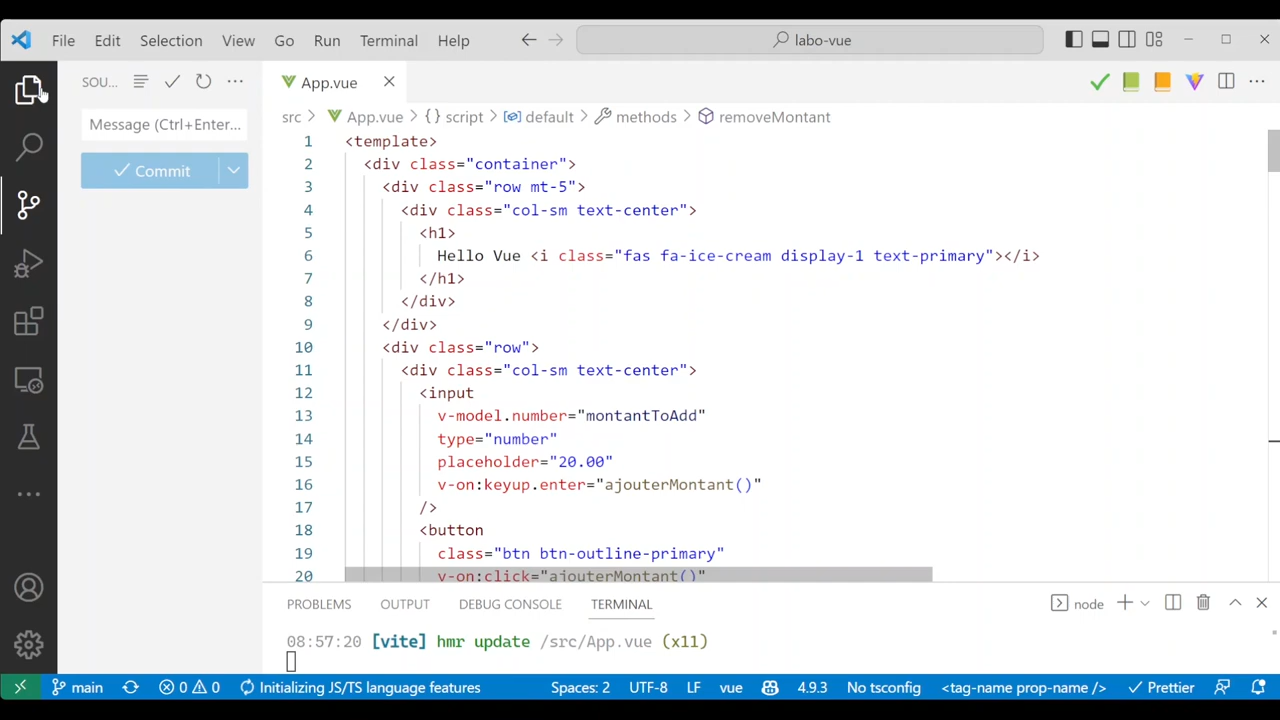 File Edit Selection View Go Run Terminal Help labo-vue
SOU... App.vue
src App.vue {} script default methods removeMontant
Message (Ctrl+Enter...
Commit
1 <template>
2 <div class="container">
3 <div class="row mt-5">
4 <div class="col-sm text-center">
5 <h1>
6 Hello Vue <i class="fas fa-ice-cream display-1 text-primary"></i>
7 </h1>
8 </div>
9 </div>
10 <div class="row">
11 <div class="col-sm text-center">
12 <input
13 v-model.number="montantToAdd"
14 type="number"
15 placeholder="20.00"
16 v-on:keyup.enter="ajouterMontant()"
17 />
18 <button
19 class="btn btn-outline-primary"
20 v-on:click="ajouterMontant()"
PROBLEMS OUTPUT DEBUG CONSOLE TERMINAL node
08:57:20 [vite] hmr update /src/App.vue (x11)
main 0 0 Initializing JS/TS language features Spaces: 2 UTF-8 LF vue 4.9.3 No tsconfig <tag-name prop-name /> Prettier